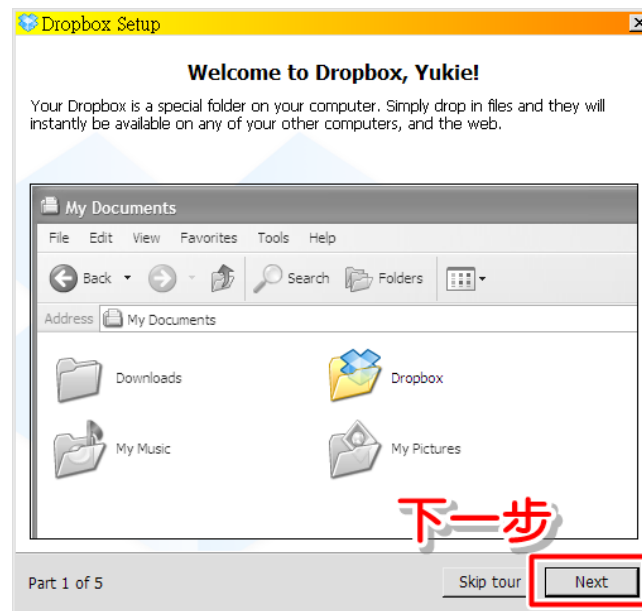 Dropbox Setup
Welcome to Dropbox, Yukie!
Your Dropbox is a special folder on your computer. Simply drop in files and they will
instantly be available on any of your other computers, and the web.
My Documents
File Edit View Favorites Tools Help
Back Search Folders
Address My Documents
Downloads Dropbox
My Music My Pictures
下一步
Part 1 of 5 Skip tour Next